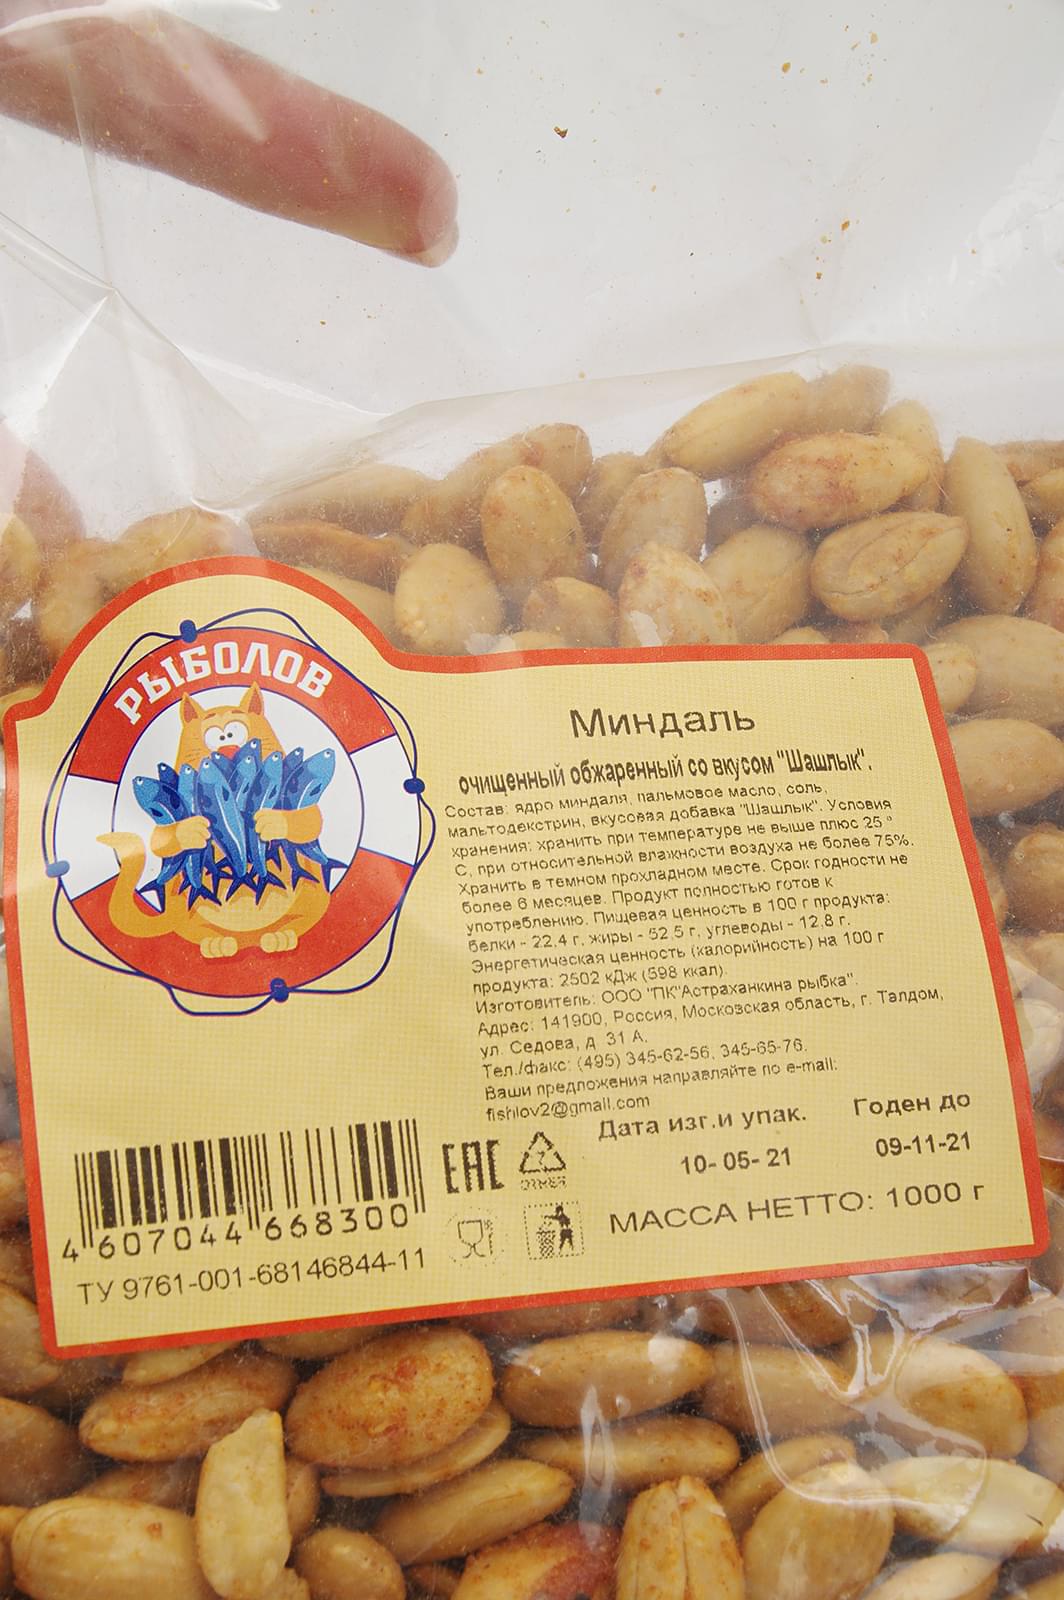 РЫБОЛОВ
Миндаль
очищенный обжаренный со вкусом "Шашлык".
Состав: ядро миндаля, пальмовое масло, соль,
мальтодекстрин, вкусовая добавка "Шашлык". Условия
хранения: хранить при температуре не выше плюс 25 °
С, при относительной влажности воздуха не более 75%.
Хранить в темном прохладном месте. Срок годности не
более 6 месяцев. Продукт полностью готов к
употреблению. Пищевая ценность в 100 г продукта:
белки - 22,4 г, жиры - 52,5 г, углеводы - 12,8 г.
Энергетическая ценность (калорийность) на 100 г
продукта: 2502 кДж (598 ккал).
Изготовитель: ООО "ПК"Астраханкина рыбка".
Адрес: 141900, Россия, Московская область, г. Талдом,
ул. Седова, д. 31 А.
Тел./факс: (495) 345-62-56, 345-65-76.
Ваши предложения направляйте по e-mail:
fishlov2@gmail.com
Дата изг.и упак. Годен до
10-05-21 09-11-21
МАССА НЕТТО: 1000 г
EAC
7
4 607044 668300
ТУ 9761-001-68146844-11